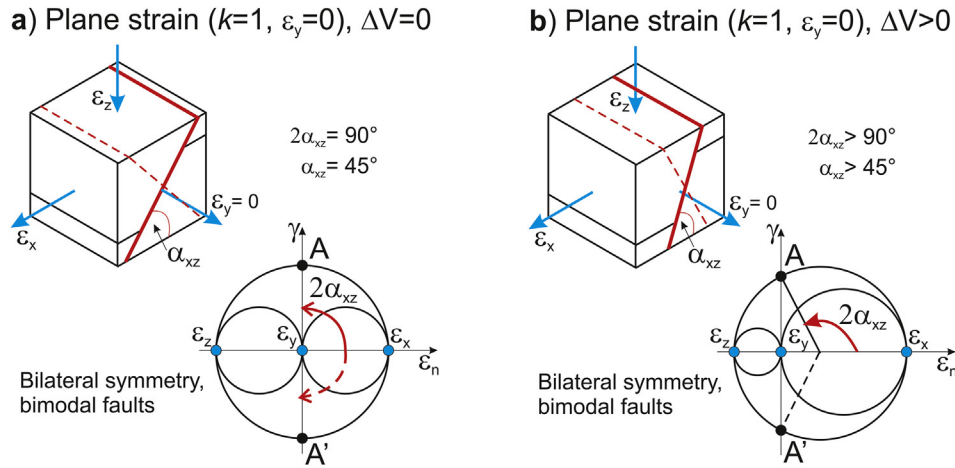 a) Plane strain (k=1, εy=0), ΔV=0
εz
2αxz= 90°
αxz= 45°
εy= 0
εx
αxz
γ
A
2αxz
εz
εy
εx
εn
Bilateral symmetry,
bimodal faults
A'
b) Plane strain (k=1, εy=0), ΔV>0
εz
2αxz> 90°
αxz> 45°
εy= 0
εx
αxz
γ
A
2αxz
εz
εy
εx
εn
Bilateral symmetry,
bimodal faults
A'